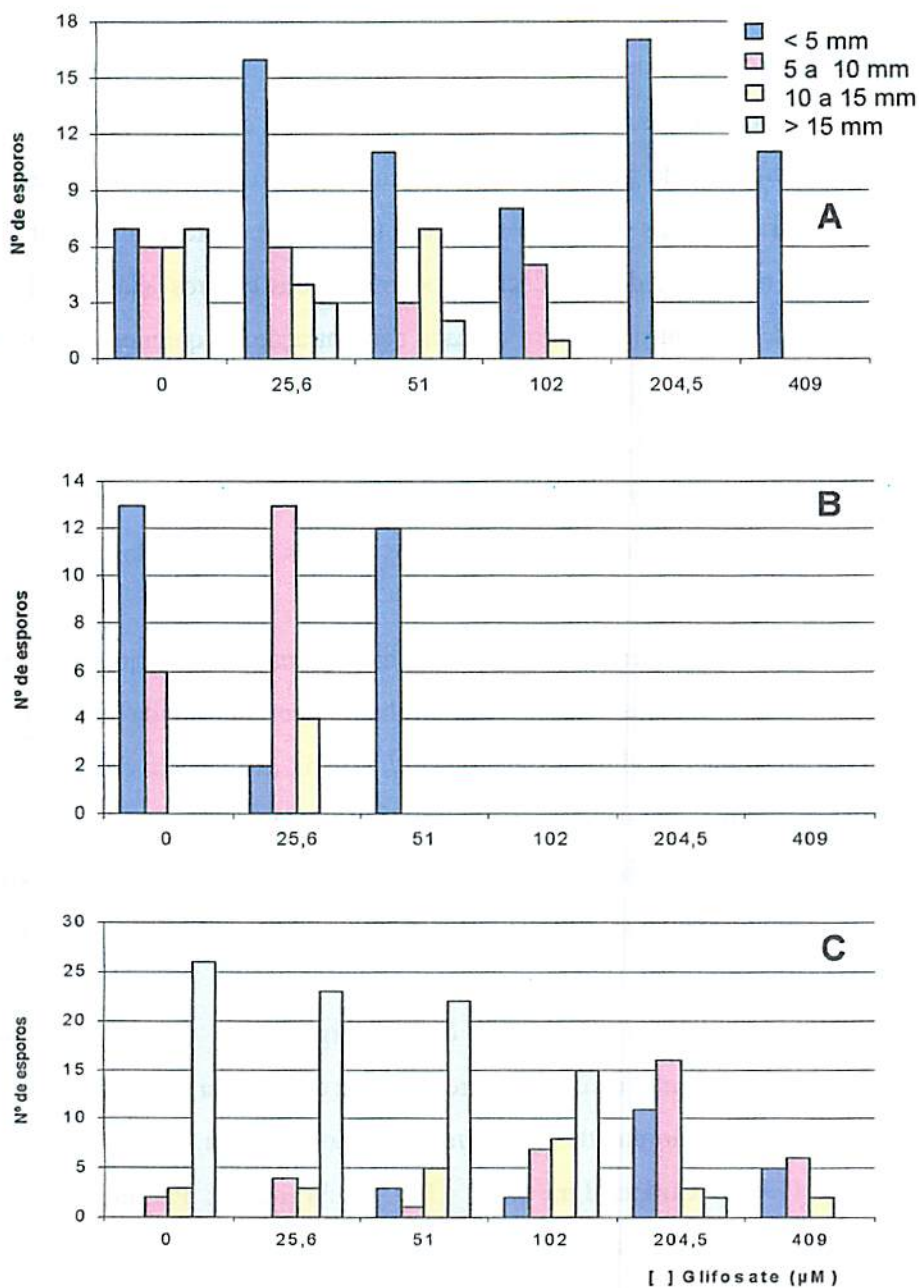 18
15
12
9
6
3
0
Nº de esporos
< 5 mm
5 a 10 mm
10 a 15 mm
> 15 mm
A
0 25,6 51 102 204,5 409
14
12
10
8
6
4
2
0
Nº de esporos
B
0 25,6 51 102 204,5 409
30
25
20
15
10
5
0
Nº de esporos
C
0 25,6 51 102 204,5 409
[ ] Glifosate (µM)